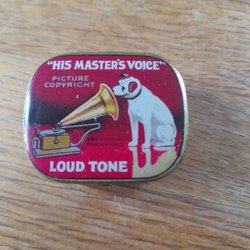 "HIS MASTER'S VOICE"
PICTURE
COPYRIGHT
LOUD TONE